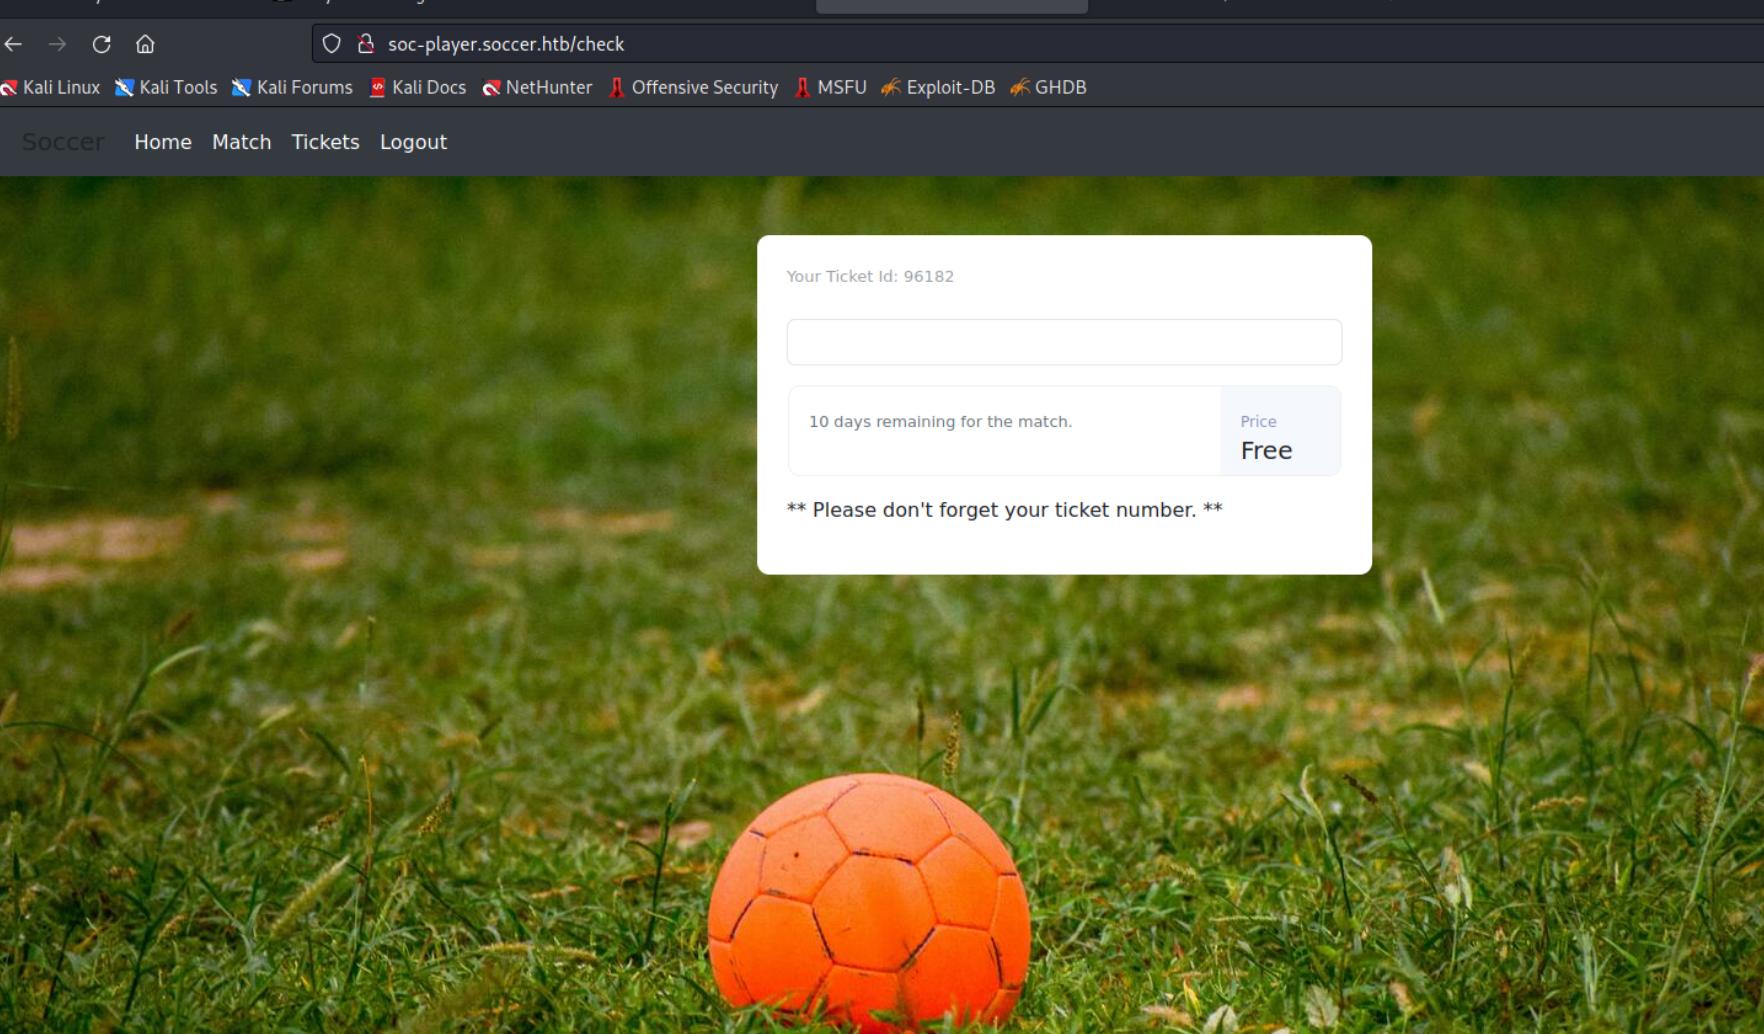 soc-player.soccer.htb/check
Kali Linux Kali Tools Kali Forums Kali Docs NetHunter Offensive Security MSFU Exploit-DB GHDB
Soccer Home Match Tickets Logout
Your Ticket Id: 96182
10 days remaining for the match.
Price
Free
** Please don't forget your ticket number. **